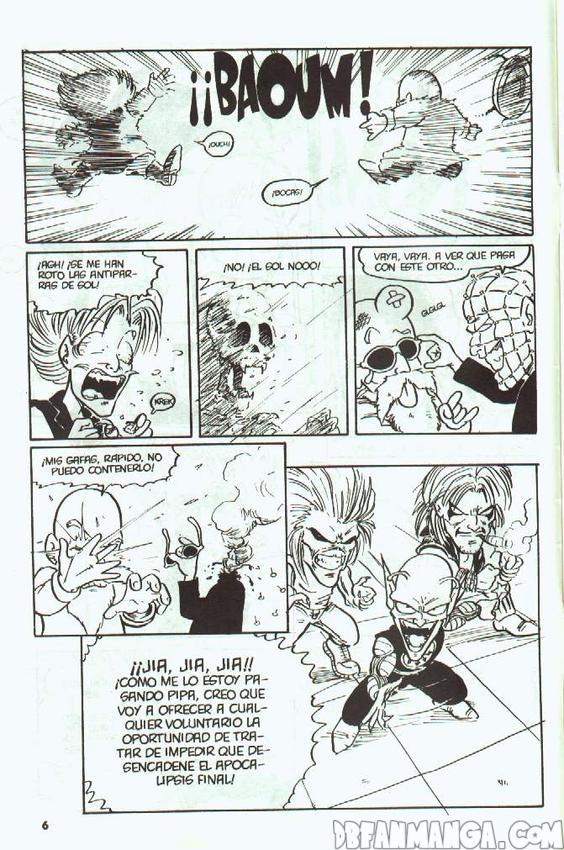 ¡¡BAOUM!
¡OUCH!
¡BOCAS!
¡AGH! ¡SE ME HAN
ROTO LAS ANTIPAR-
RAS DE SOL!
KREK
¡NO! ¡EL SOL NOOO!
VAYA, VAYA. A VER QUE PASA
CON ESTE OTRO...
GLGLGL
¡MIS GAFAS, RAPIDO, NO
PUEDO CONTENERLO!
¡¡JIA, JIA, JIA!!
¡COMO ME LO ESTOY PA-
SANDO PIPA, CREO QUE
VOY A OFRECER A CUAL-
QUIER VOLUNTARIO LA
OPORTUNIDAD DE TRA-
TAR DE IMPEDIR QUE DE-
SENCADENE EL APOCA-
LIPSIS FINAL!
6
DBFANMANGA.COM